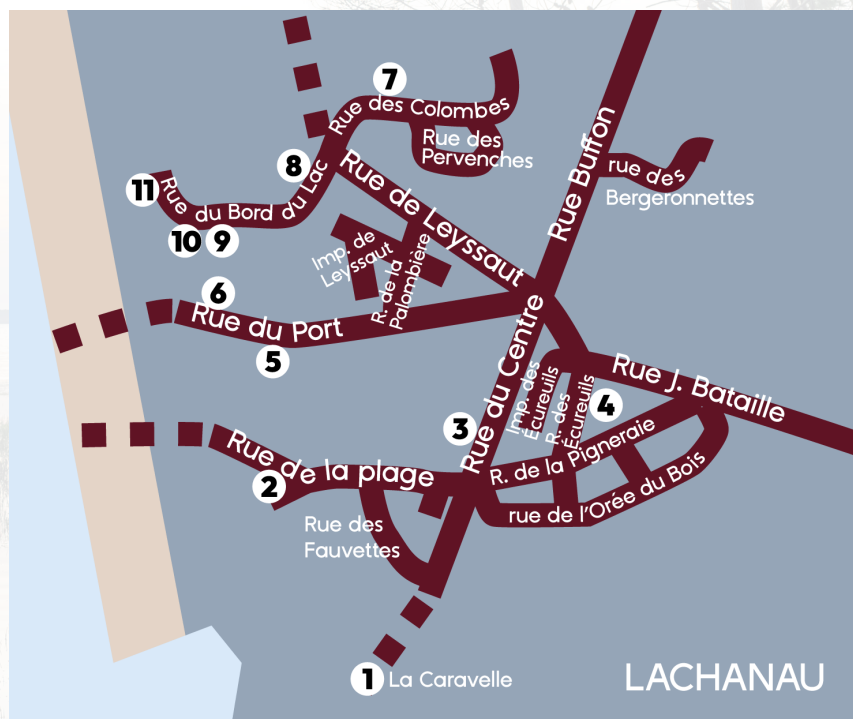 7
Rue des Colombes
Rue des
Pervenches
Rue Buffon
rue des
Bergeronnettes
8
11
Rue du Bord du Lac
10
9
Rue de Leyssaut
Imp. de
Leyssaut
R. de la
Palombière
6
Rue du Port
5
Rue du Centre
Imp. des
Écureuils
R. des
Écureuils
4
Rue J. Bataille
3
R. de la Pigneraie
rue de l'Orée du Bois
Rue de la plage
2
Rue des
Fauvettes
1
La Caravelle
LACHANAU